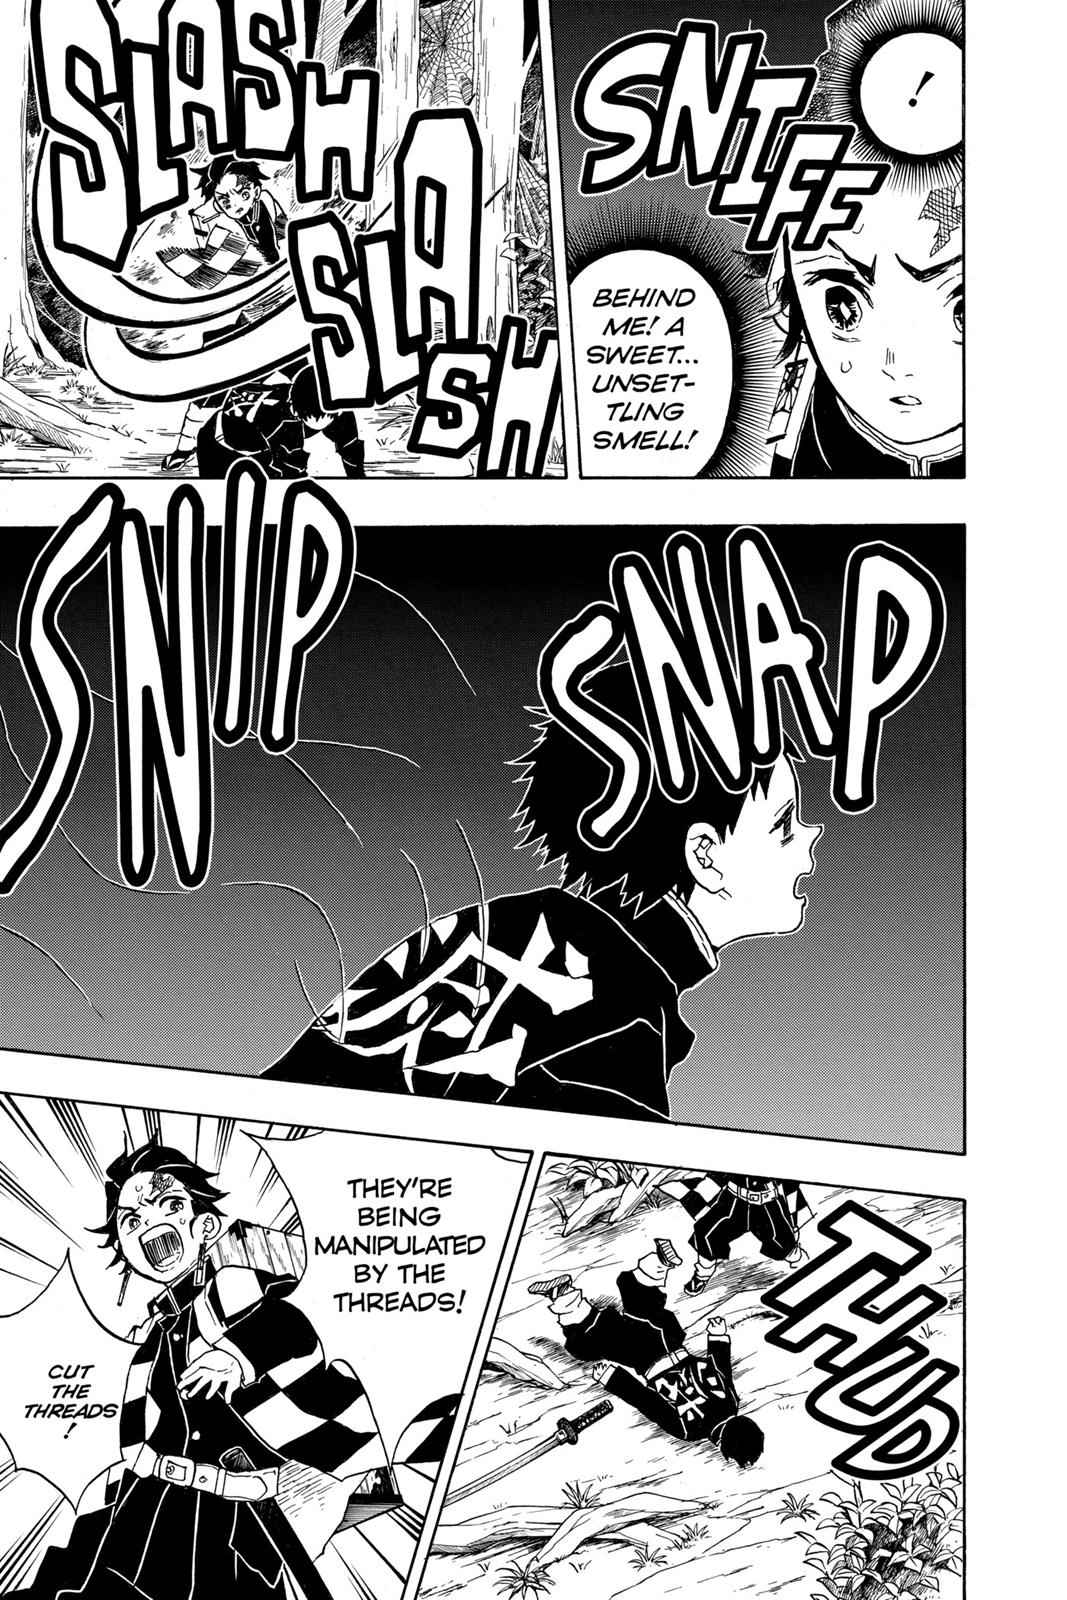 !
SNIFF
BEHIND
ME! A
SWEET...
UNSET-
TLING
SMELL!
SLASH
SLASH
SNAP
SNIP
THUD
THEY'RE
BEING
MANIPULATED
BY THE
THREADS!
CUT
THE
THREADS
!